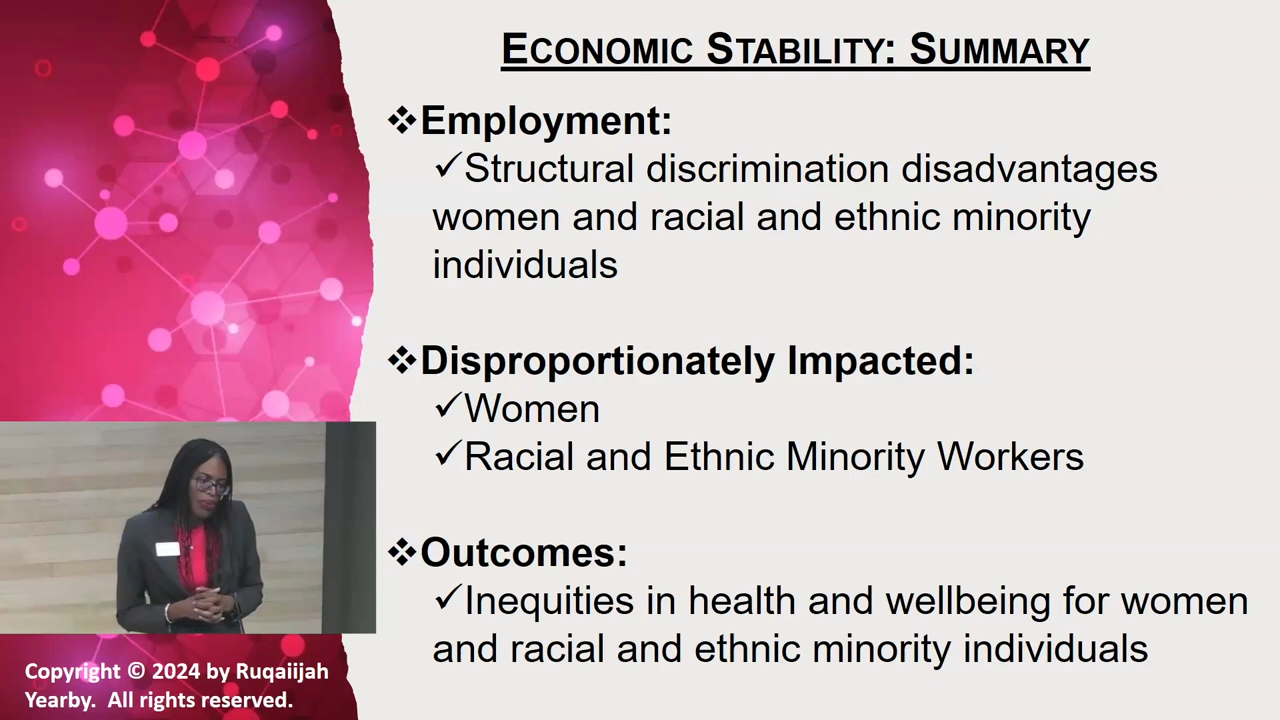 ECONOMIC STABILITY: SUMMARY
❖Employment:
✓Structural discrimination disadvantages
women and racial and ethnic minority
individuals
❖Disproportionately Impacted:
✓Women
✓Racial and Ethnic Minority Workers
❖Outcomes:
✓Inequities in health and wellbeing for women
and racial and ethnic minority individuals
Copyright © 2024 by Ruqaiijah
Yearby.  All rights reserved.